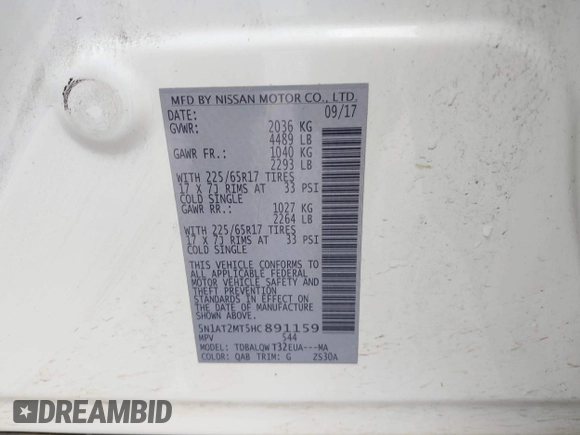 MFD BY NISSAN MOTOR CO., LTD.
DATE: 09/17
GVWR: 2036 KG
4489 LB
GAWR FR.: 1040 KG
2293 LB
WITH 225/65R17 TIRES
17 X 7J RIMS AT 33 PSI
COLD SINGLE
GAWR RR.: 1027 KG
2264 LB
WITH 225/65R17 TIRES
17 X 7J RIMS AT 33 PSI
COLD SINGLE
THIS VEHICLE CONFORMS TO
ALL APPLICABLE FEDERAL
MOTOR VEHICLE SAFETY AND
THEFT PREVENTION
STANDARDS IN EFFECT ON
THE DATE OF MANUFACTURE
SHOWN ABOVE.
5N1AT2MT5HC891159
MPV 544
MODEL: TDBALQWT32EUA---MA
COLOR: QAB TRIM: G ZS30A
DREAMBID